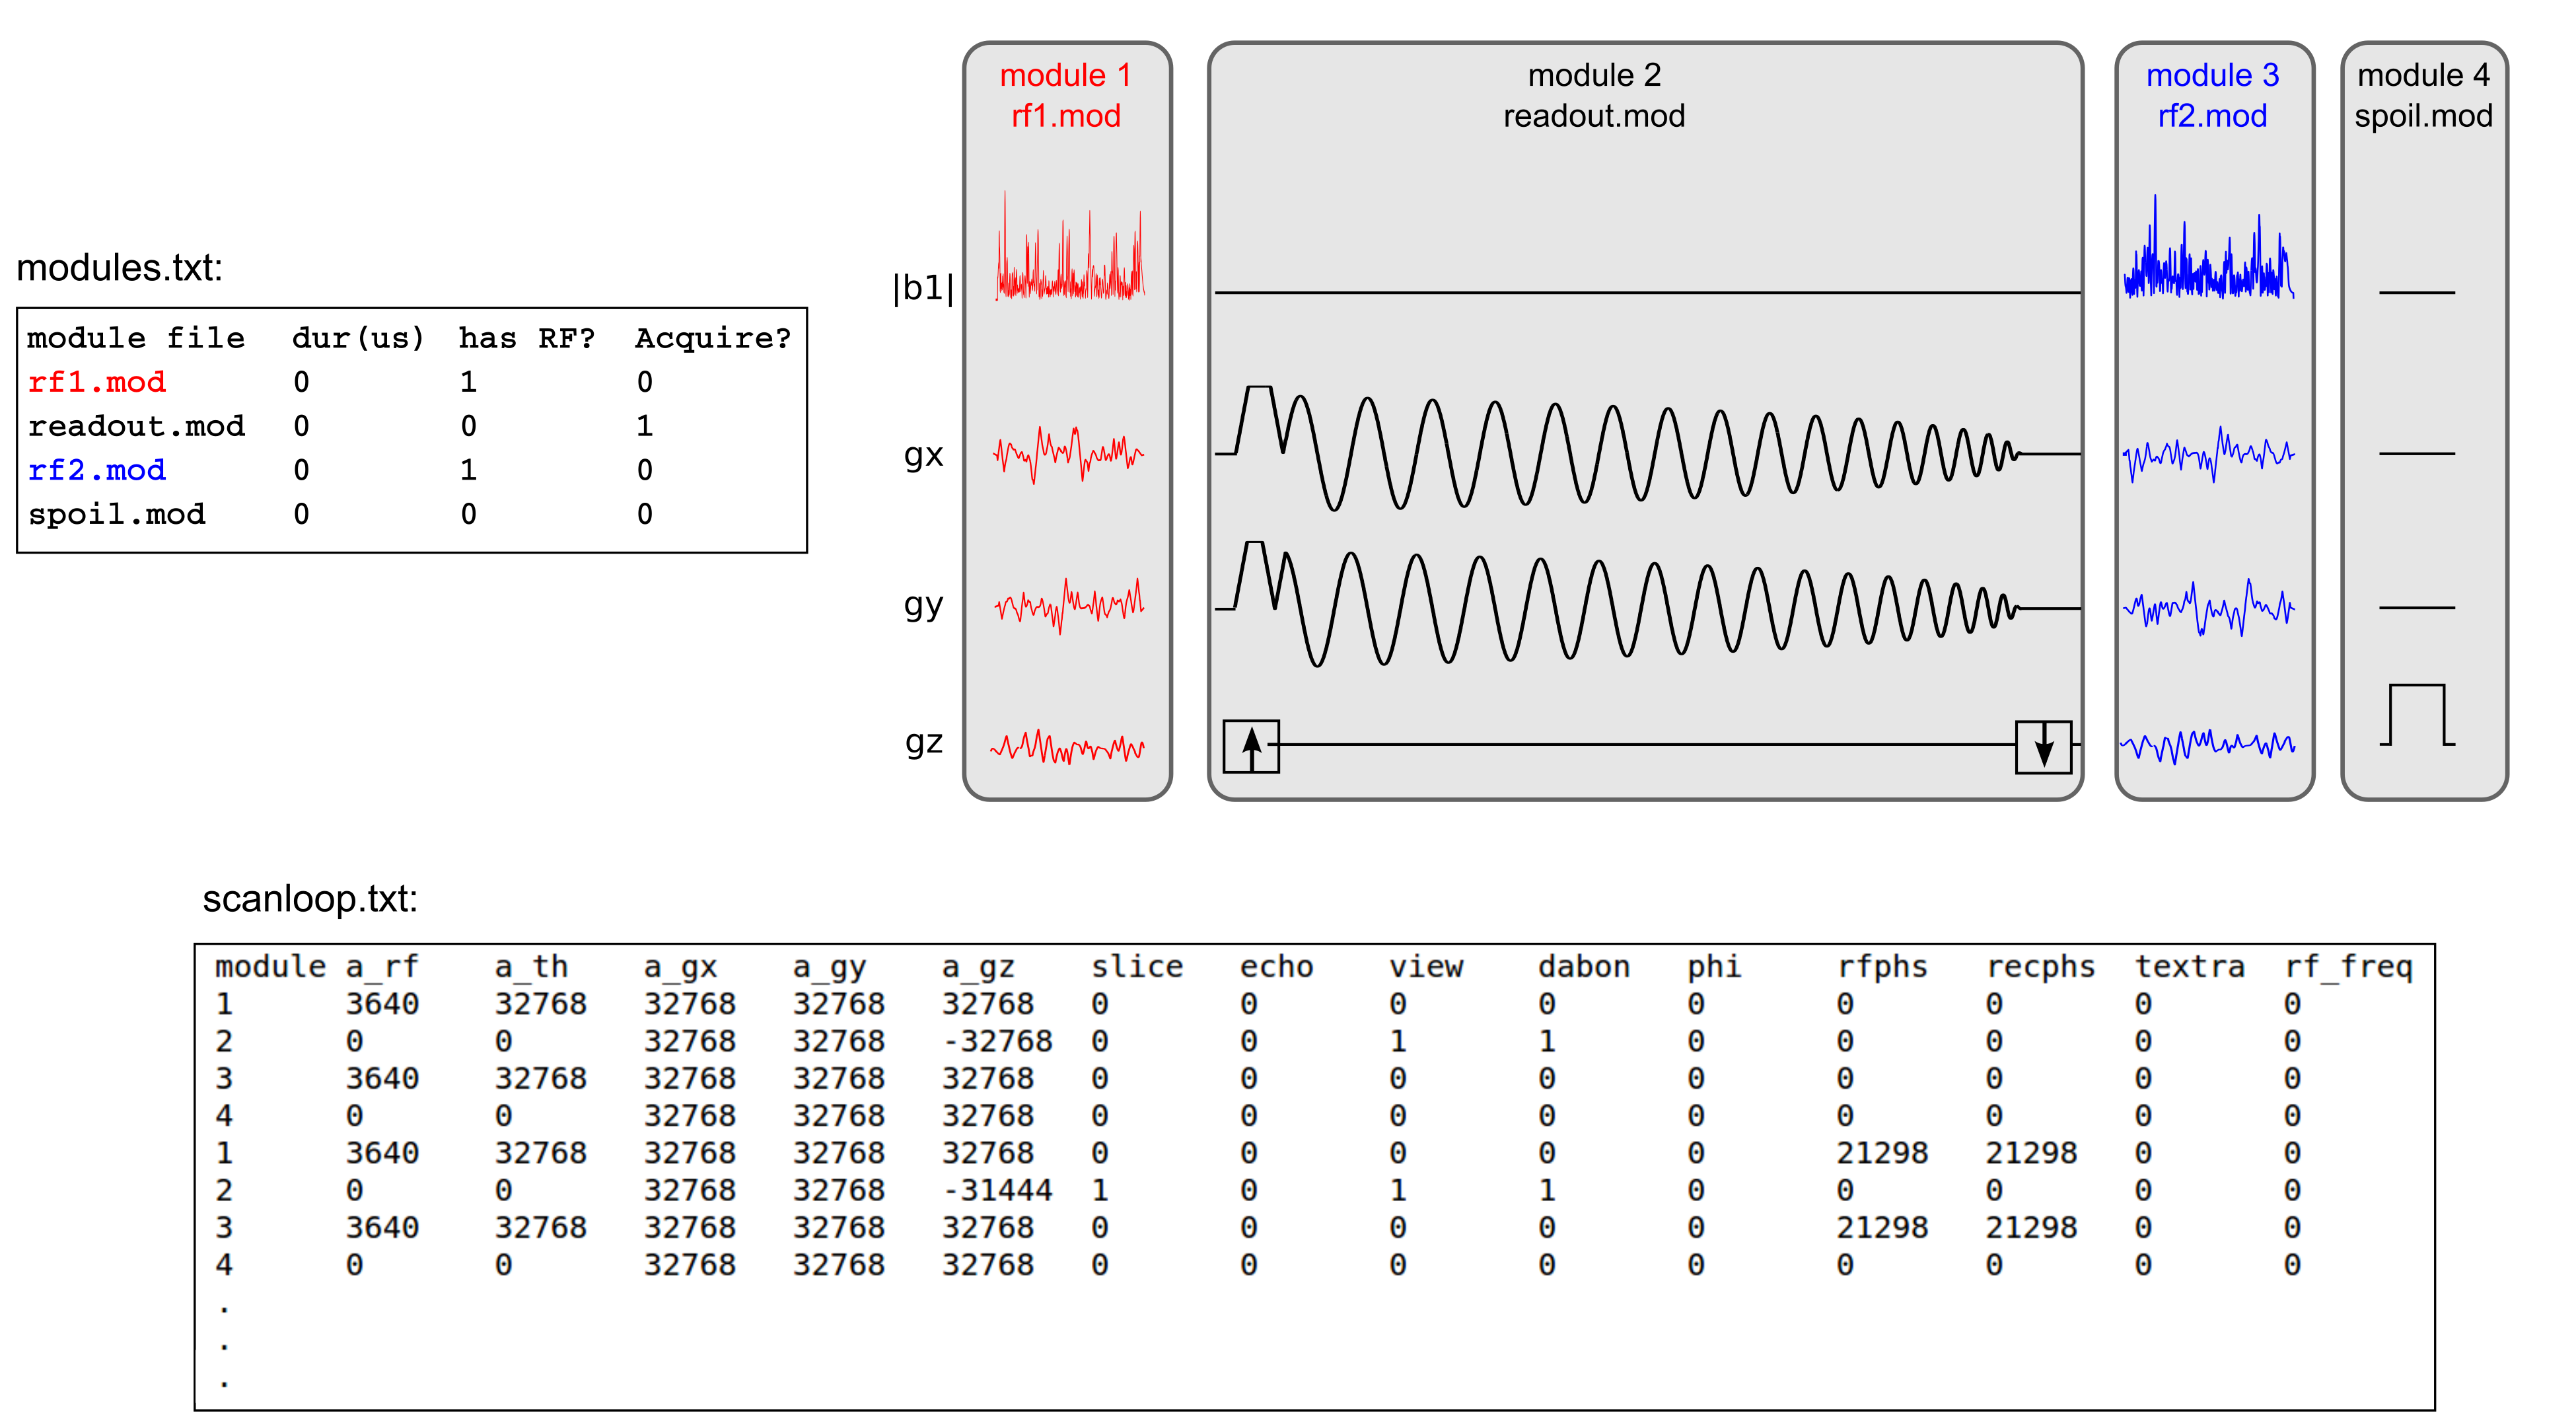 module 1
rf1.mod
module 2
readout.mod
module 3
rf2.mod
module 4
spoil.mod
modules.txt:
module file dur(us) has RF? Acquire?
rf1.mod 0 1 0
readout.mod 0 0 1
rf2.mod 0 1 0
spoil.mod 0 0 0
|b1|
gx
gy
gz
scanloop.txt:
module a_rf a_th a_gx a_gy a_gz slice echo view dabon phi rfphs recphs textra rf_freq
1 3640 32768 32768 32768 32768 0 0 0 0 0 0 0 0 0
2 0 0 32768 32768 -32768 0 0 1 1 0 0 0 0 0
3 3640 32768 32768 32768 32768 0 0 0 0 0 0 0 0 0
4 0 0 32768 32768 32768 0 0 0 0 0 0 0 0 0
1 3640 32768 32768 32768 32768 0 0 0 0 0 21298 21298 0 0
2 0 0 32768 32768 -31444 1 0 1 1 0 0 0 0 0
3 3640 32768 32768 32768 32768 0 0 0 0 0 21298 21298 0 0
4 0 0 32768 32768 32768 0 0 0 0 0 0 0 0 0
.
.
.